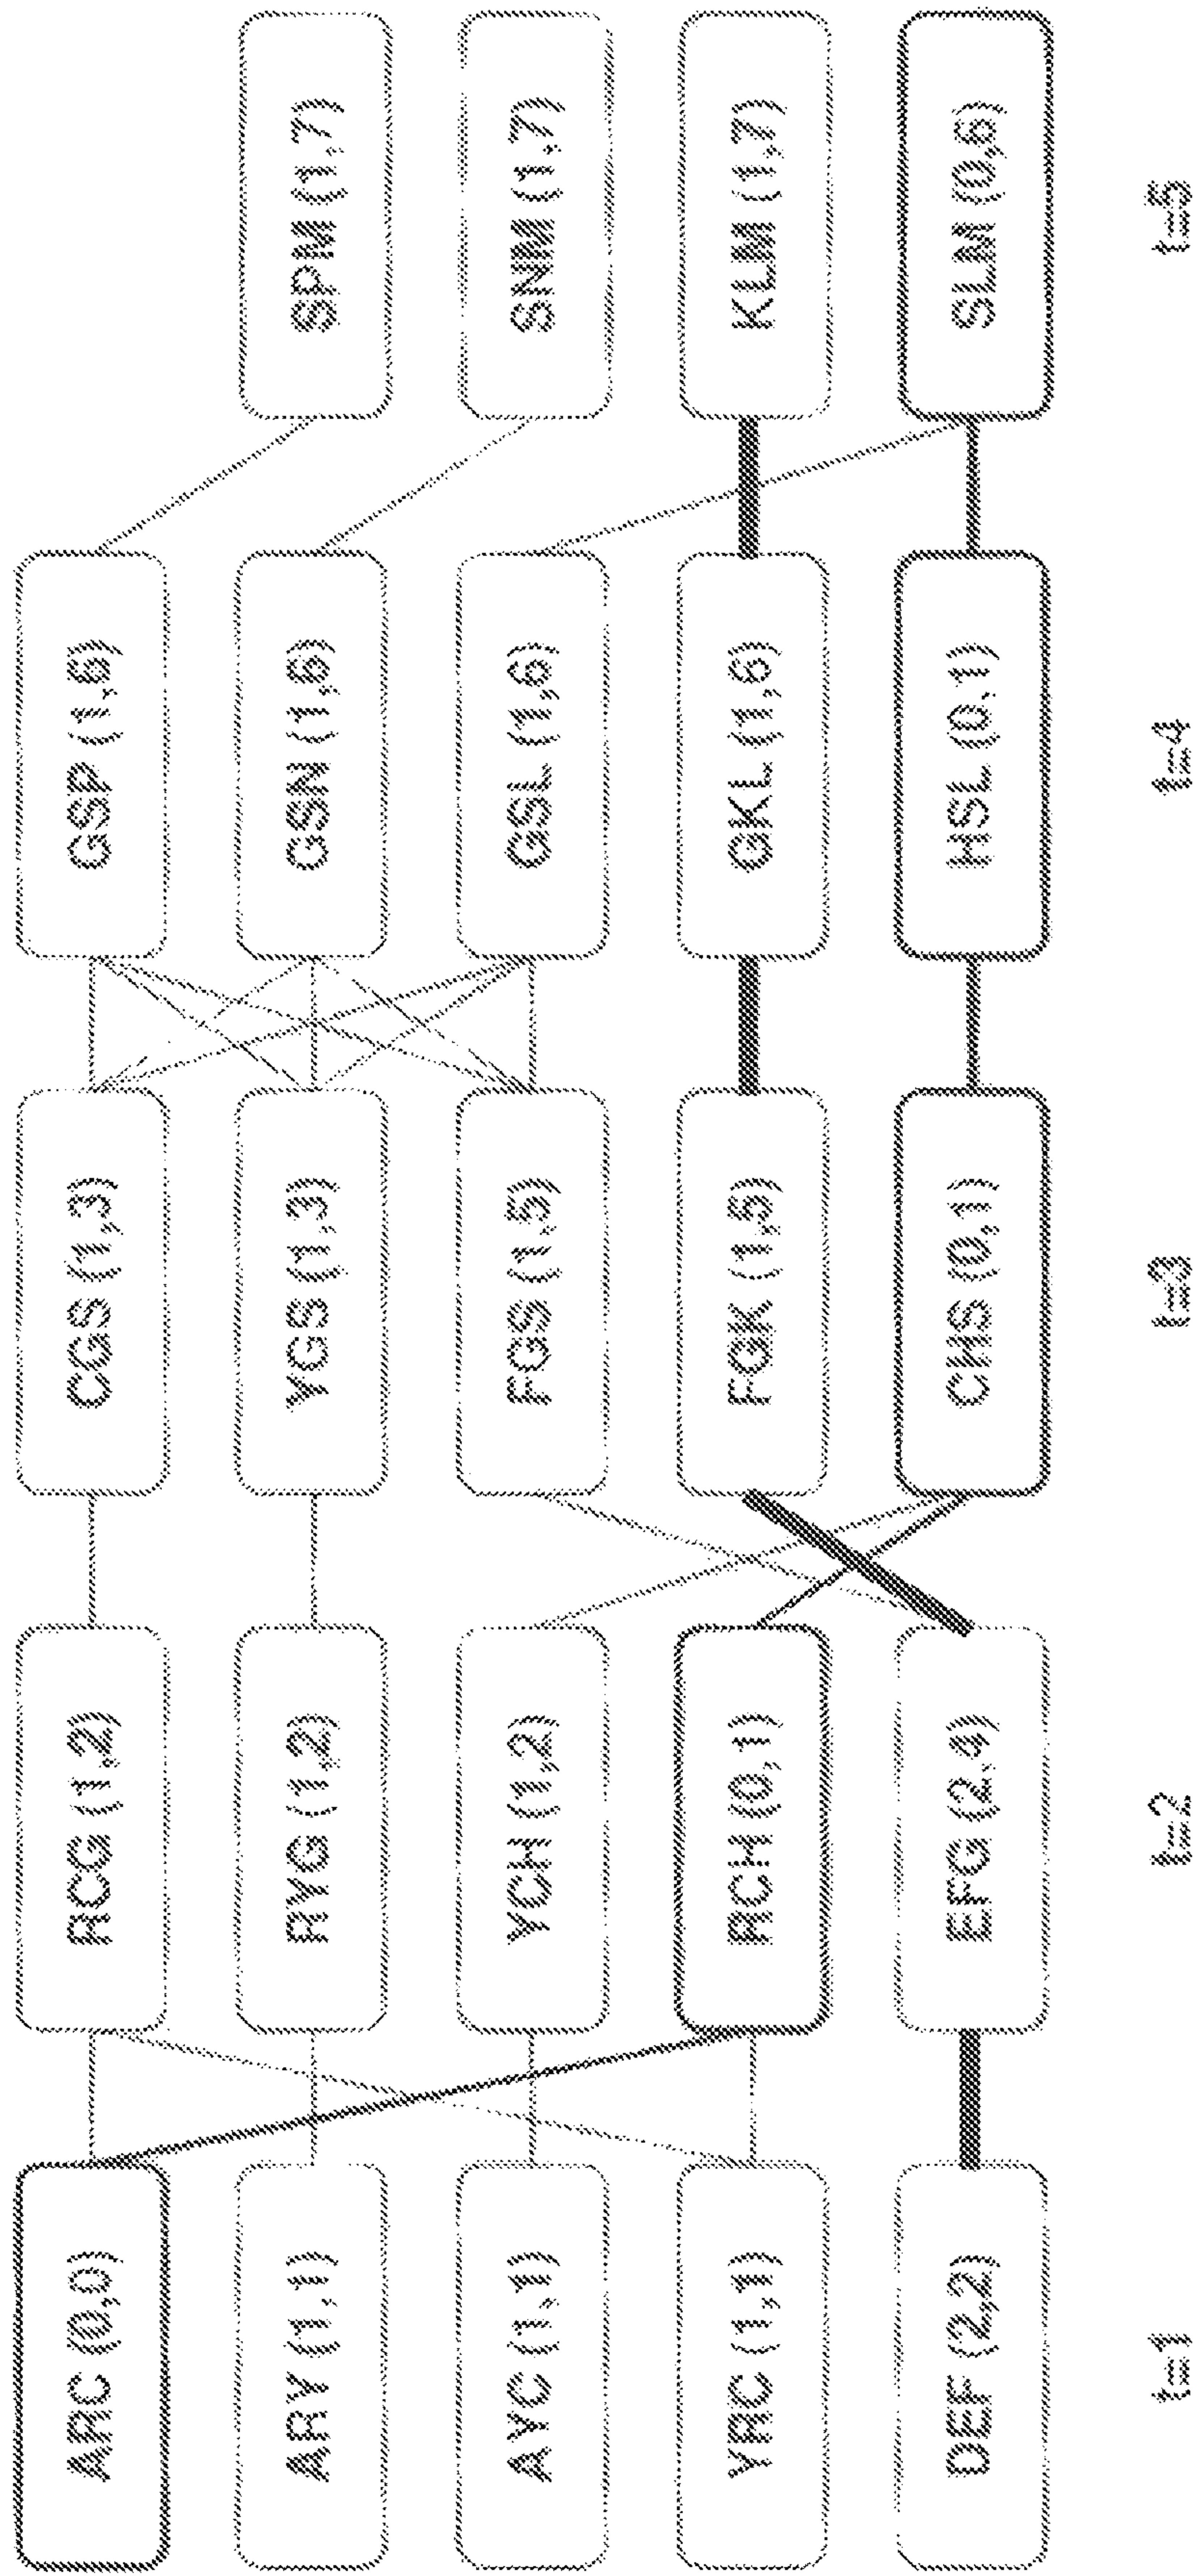 ARC (0,0)
ARY (1,1)
AYC (1,1)
YRC (1,1)
DEF (2,2)
t=1
RCG (1,2)
RYG (1,2)
YCH (1,2)
RCH (0,1)
EFG (2,4)
t=2
CGS (1,3)
YGS (1,3)
FGS (1,5)
FGK (1,5)
CHS (0,1)
t=3
GSP (1,6)
GSN (1,6)
GSL (1,6)
GKL (1,6)
HSL (0,1)
t=4
SPM (1,7)
SNM (1,7)
KLM (1,7)
SLM (0,6)
t=5